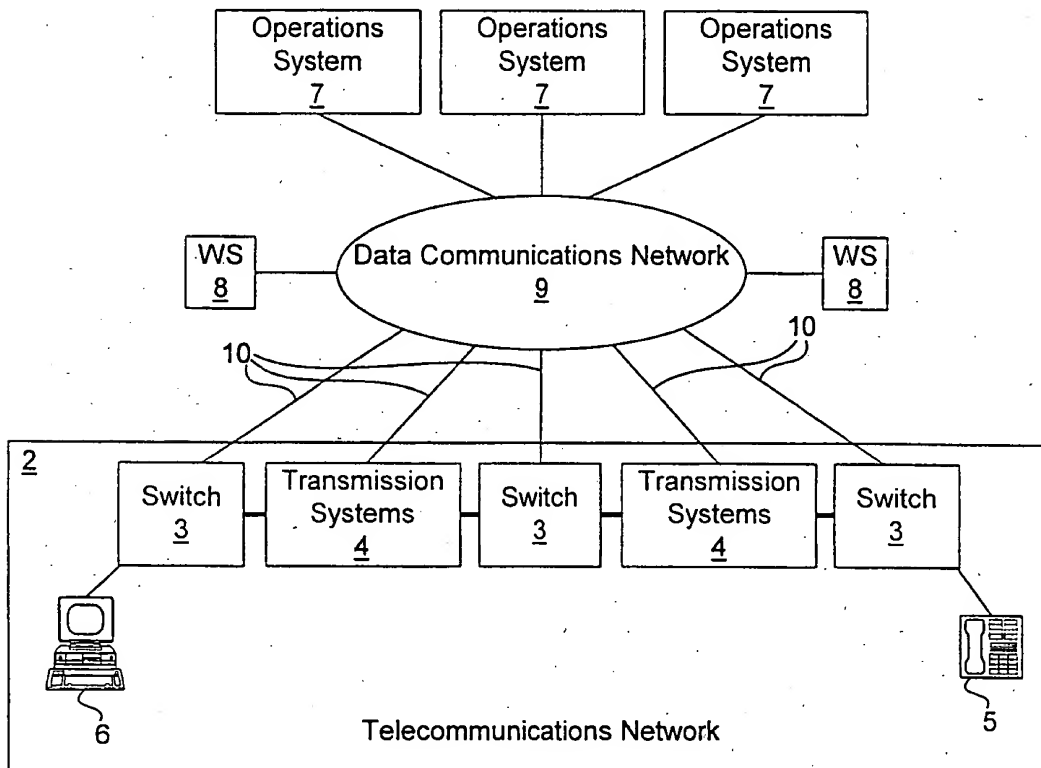 Operations System 7
Operations System 7
Operations System 7
WS 8
Data Communications Network 9
WS 8
10
10
2
Switch 3
Transmission Systems 4
Switch 3
Transmission Systems 4
Switch 3
6
5
Telecommunications Network